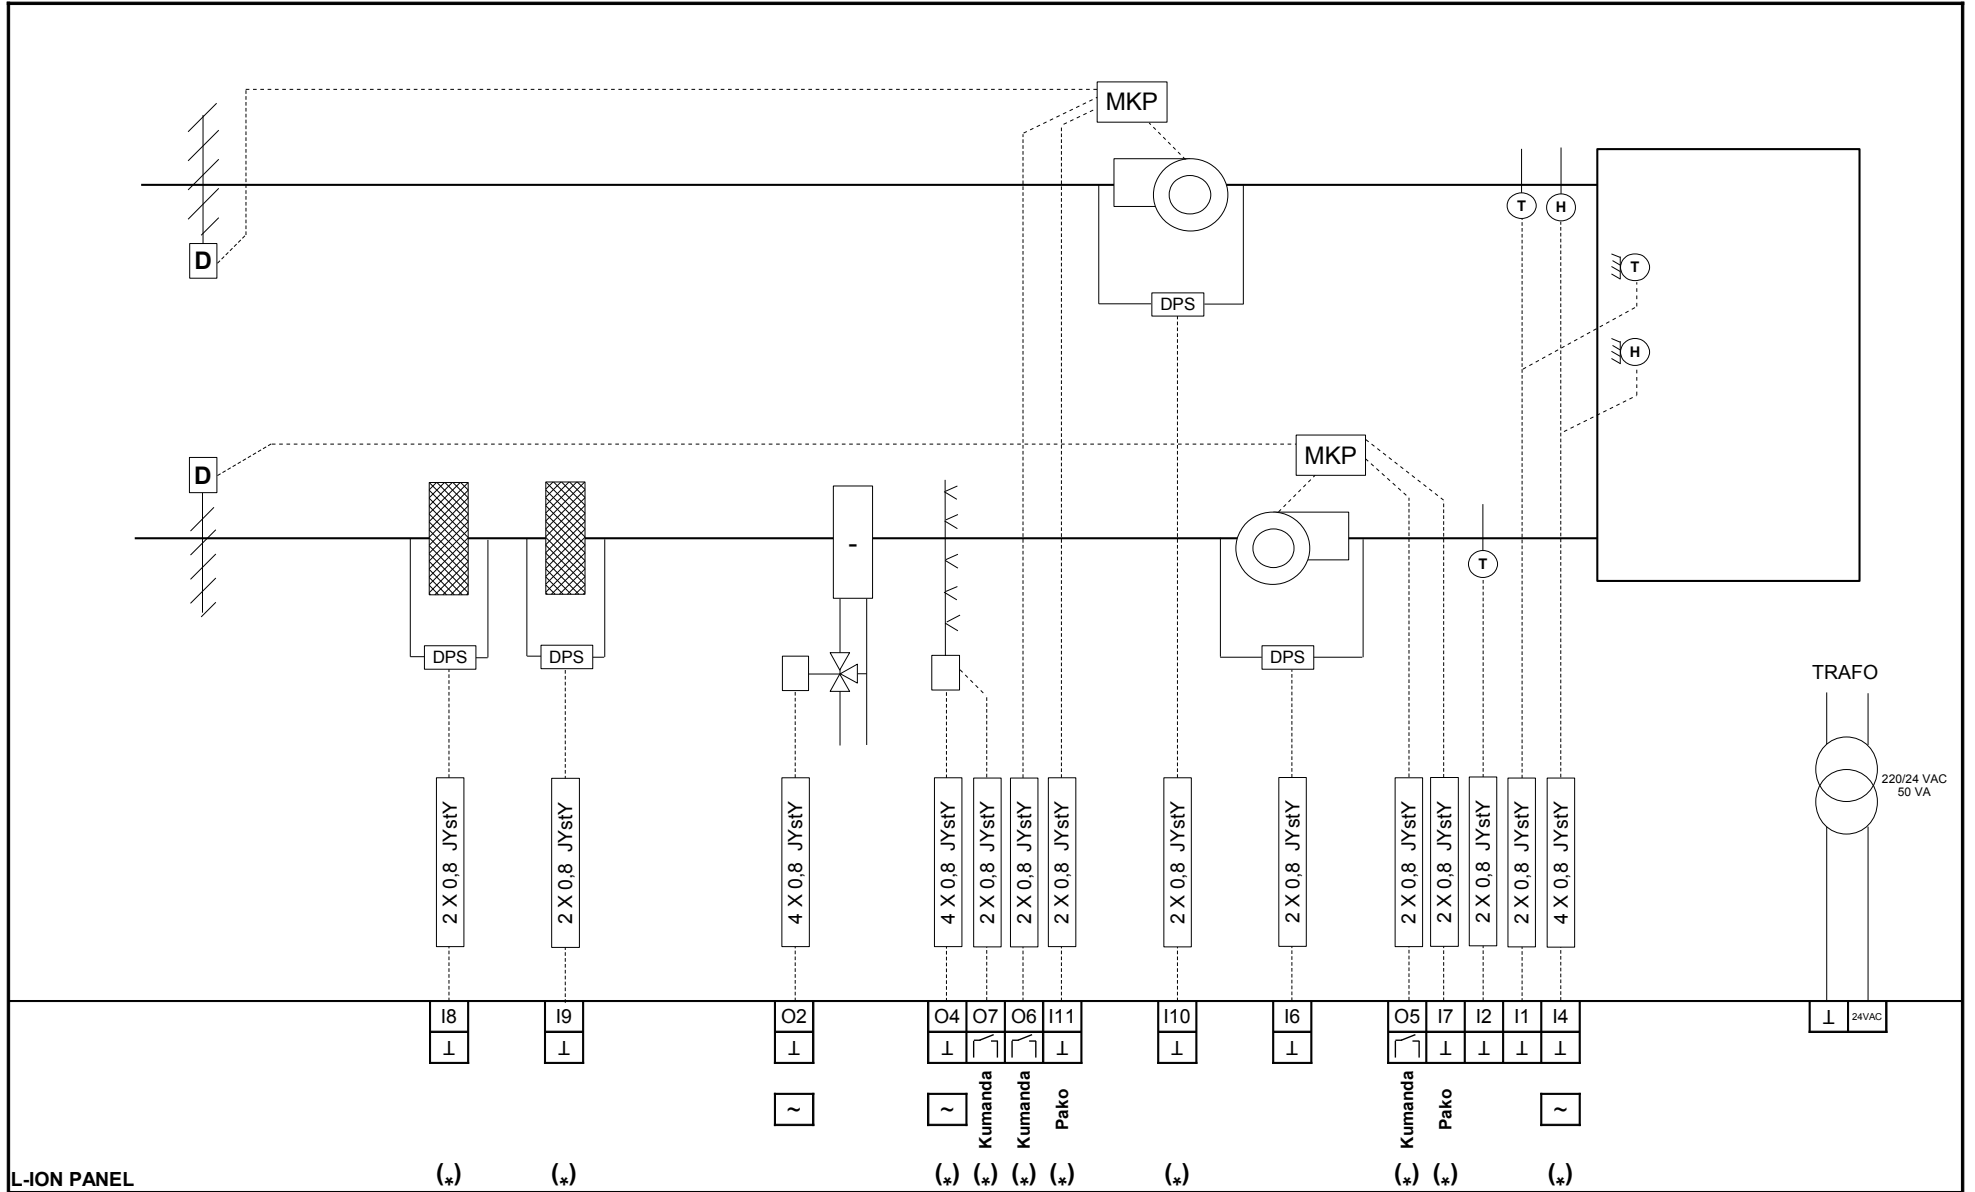 MKP
D
T
H
T
DPS
H
MKP
D
-
T
DPS
DPS
DPS
TRAFO
220/24 VAC
50 VA
2 X 0,8 JYstY
2 X 0,8 JYstY
4 X 0,8 JYstY
4 X 0,8 JYstY
2 X 0,8 JYstY
2 X 0,8 JYstY
2 X 0,8 JYstY
2 X 0,8 JYstY
2 X 0,8 JYstY
2 X 0,8 JYstY
2 X 0,8 JYstY
2 X 0,8 JYstY
2 X 0,8 JYstY
4 X 0,8 JYstY
I8 I9 O2 O4 O7 O6 I11 I10 I6 O5 I7 I2 I1 I4 ⊥ 24VAC
⊥ ⊥ ⊥ ⊥ ⊥ ⊥ ⊥ ⊥ ⊥ ⊥ ⊥
~ ~ ~
Kumanda
Kumanda
Pako
Kumanda
Pako
L-ION PANEL (*) (*) (*) (*) (*) (*) (*) (*) (*) (*)